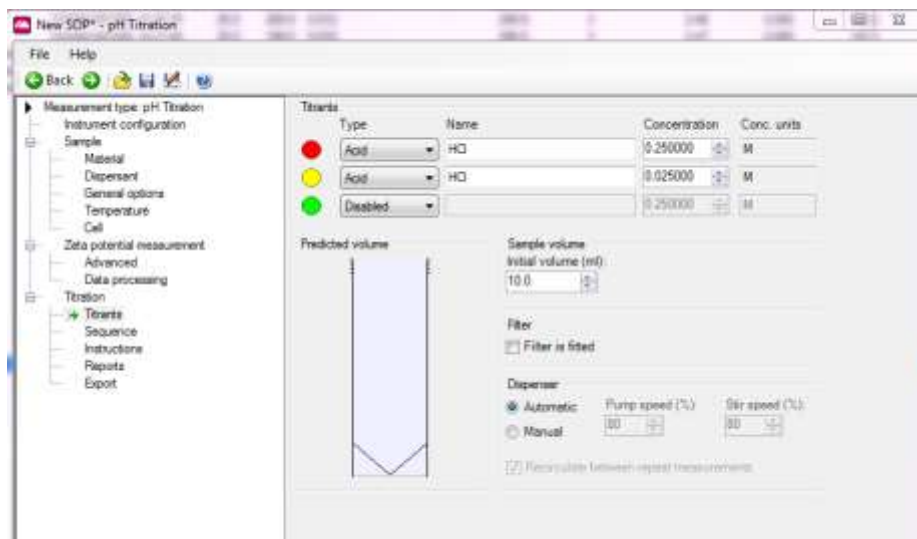 New SOP* - pH Titration
File Help
Back
Measurement type: pH Titration
Instrument configuration
Sample
Material
Dispersant
General options
Temperature
Cell
Zeta potential measurement
Advanced
Data processing
Titration
Titrants
Sequence
Instructions
Reports
Export
Titrants
Type Name Concentration Conc. units
Acid HCl 0.250000 M
Acid HCl 0.025000 M
Disabled 0.250000 M
Predicted volume
Sample volume
Initial volume (ml):
10.0
Filter
Filter is fitted
Dispenser
Automatic Pump speed (%): Stir speed (%):
Manual 80 80
Recirculate between repeat measurements